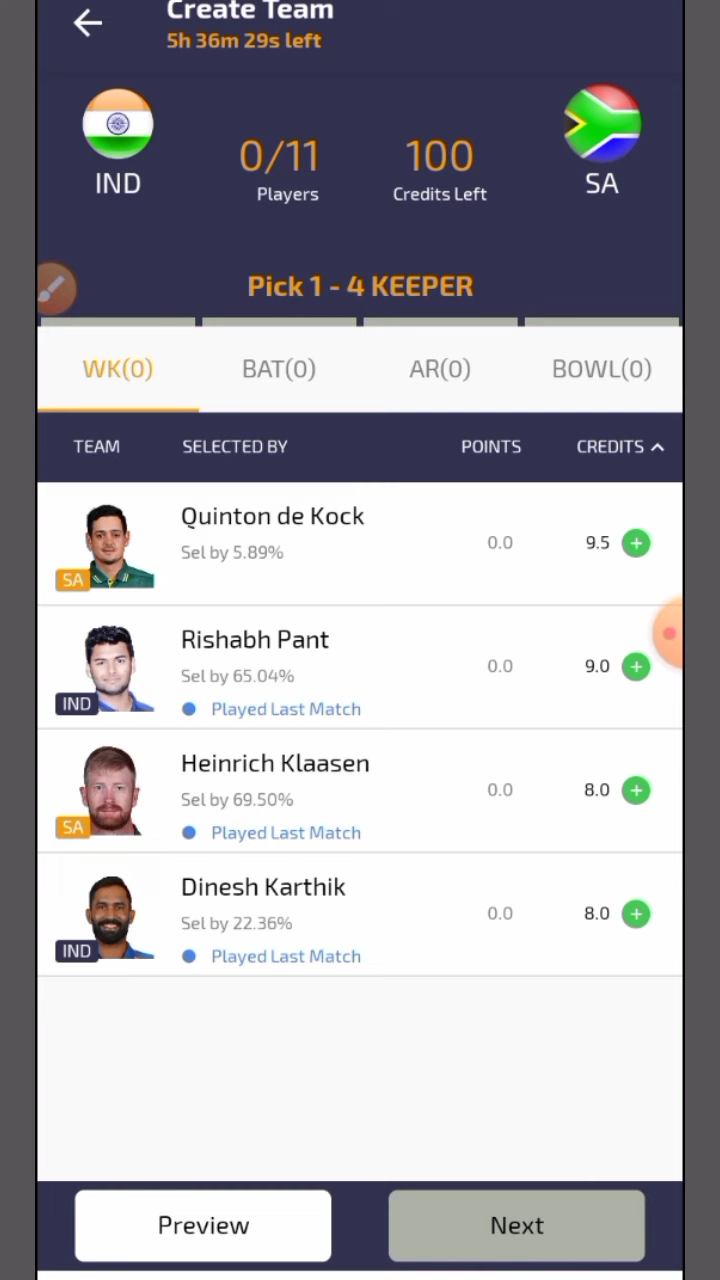 Create Team
5h 36m 29s left
IND
0/11
Players
100
Credits Left
SA
Pick 1 - 4 KEEPER
WK(0) BAT(0) AR(0) BOWL(0)
TEAM SELECTED BY POINTS CREDITS
Quinton de Kock
Sel by 5.89%
0.0 9.5 +
SA
Rishabh Pant
Sel by 65.04%
0.0 9.0 +
IND
Played Last Match
Heinrich Klaasen
Sel by 69.50%
0.0 8.0 +
SA
Played Last Match
Dinesh Karthik
Sel by 22.36%
0.0 8.0 +
IND
Played Last Match
Preview Next